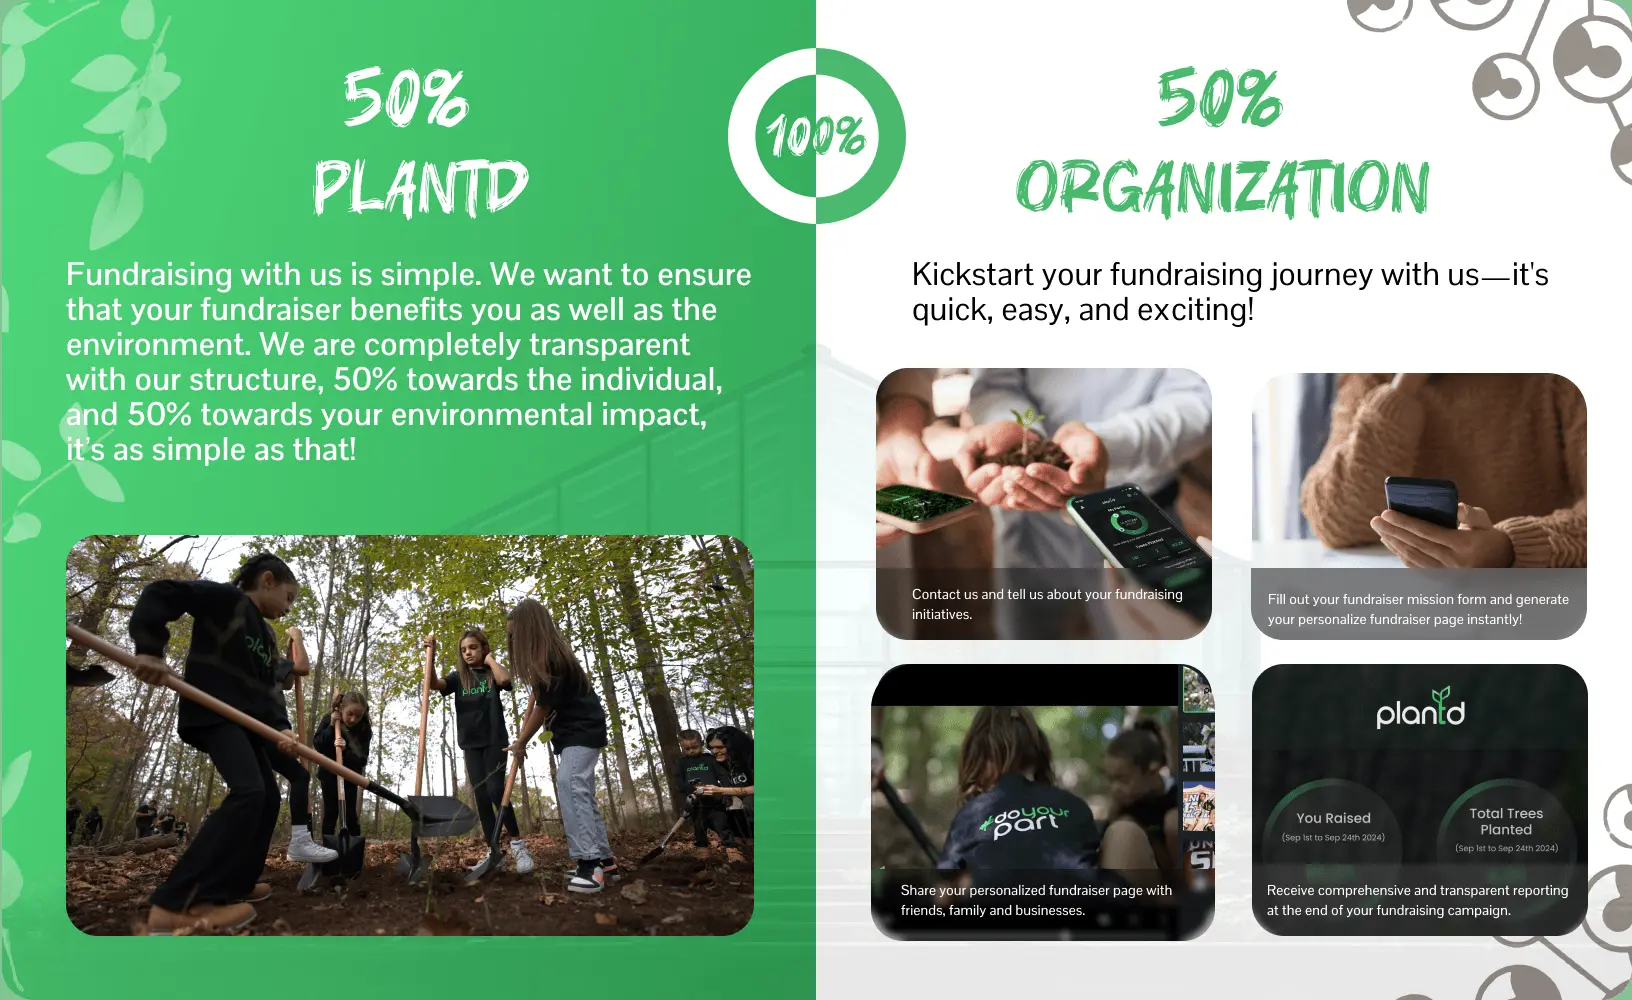 50%
PLANTD
Fundraising with us is simple. We want to ensure
that your fundraiser benefits you as well as the
environment. We are completely transparent
with our structure, 50% towards the individual,
and 50% towards your environmental impact,
it's as simple as that!
plantd
plantd
100%
50%
ORGANIZATION
Kickstart your fundraising journey with us—it's
quick, easy, and exciting!
Contact us and tell us about your fundraising
initiatives.
Fill out your fundraiser mission form and generate
your personalize fundraiser page instantly!
#doyour
part
Share your personalized fundraiser page with
friends, family and businesses.
plantd
You Raised
(Sep 1st to Sep 24th 2024)
Total Trees
Planted
(Sep 1st to Sep 24th 2024)
Receive comprehensive and transparent reporting
at the end of your fundraising campaign.